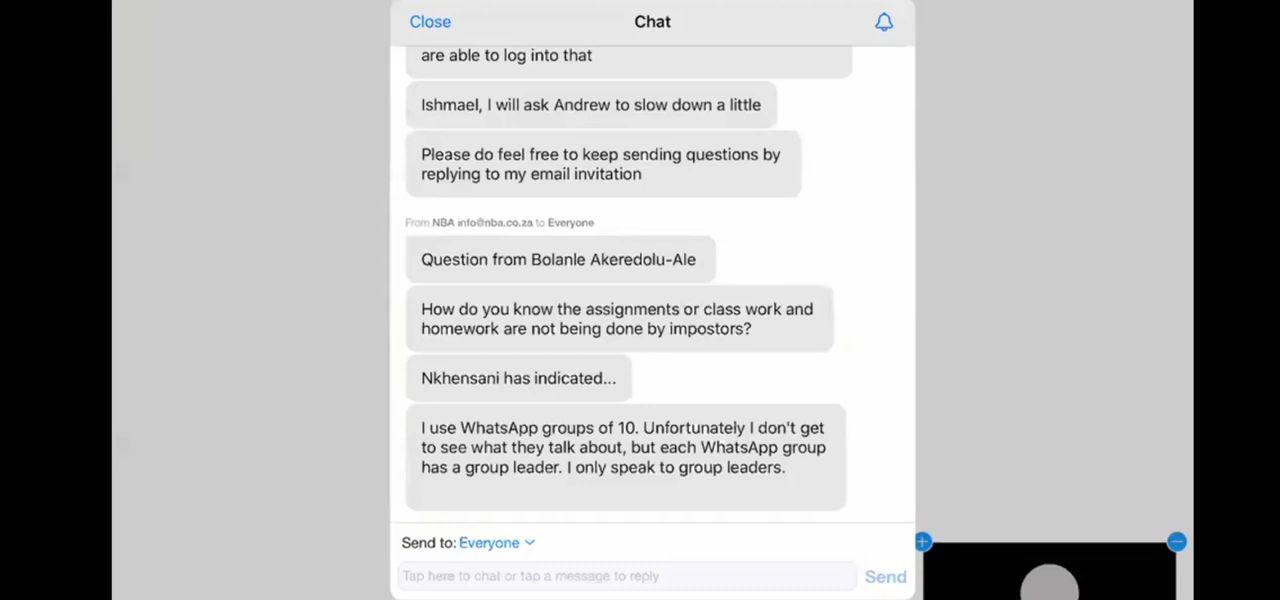 Close
Chat
are able to log into that
Ishmael, I will ask Andrew to slow down a little
Please do feel free to keep sending questions by
replying to my email invitation
From NBA info@nba.co.za to Everyone
Question from Bolanle Akeredolu-Ale
How do you know the assignments or class work and
homework are not being done by impostors?
Nkhensani has indicated...
I use WhatsApp groups of 10. Unfortunately I don't get
to see what they talk about, but each WhatsApp group
has a group leader. I only speak to group leaders.
Send to: Everyone
Tap here to chat or tap a message to reply
Send